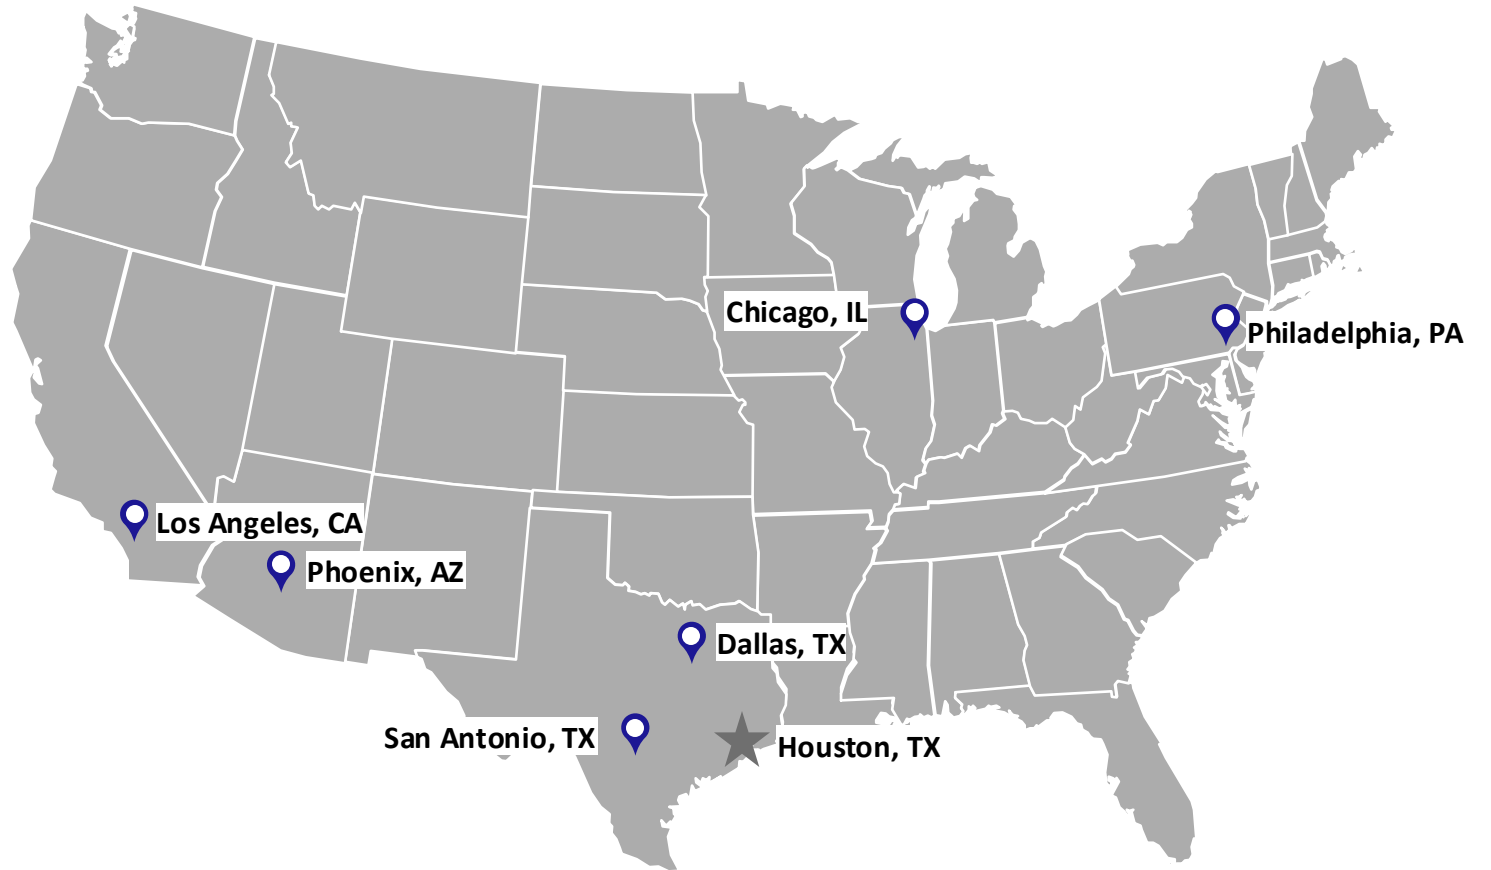 Chicago, IL
Philadelphia, PA
Los Angeles, CA
Phoenix, AZ
Dallas, TX
San Antonio, TX
Houston, TX